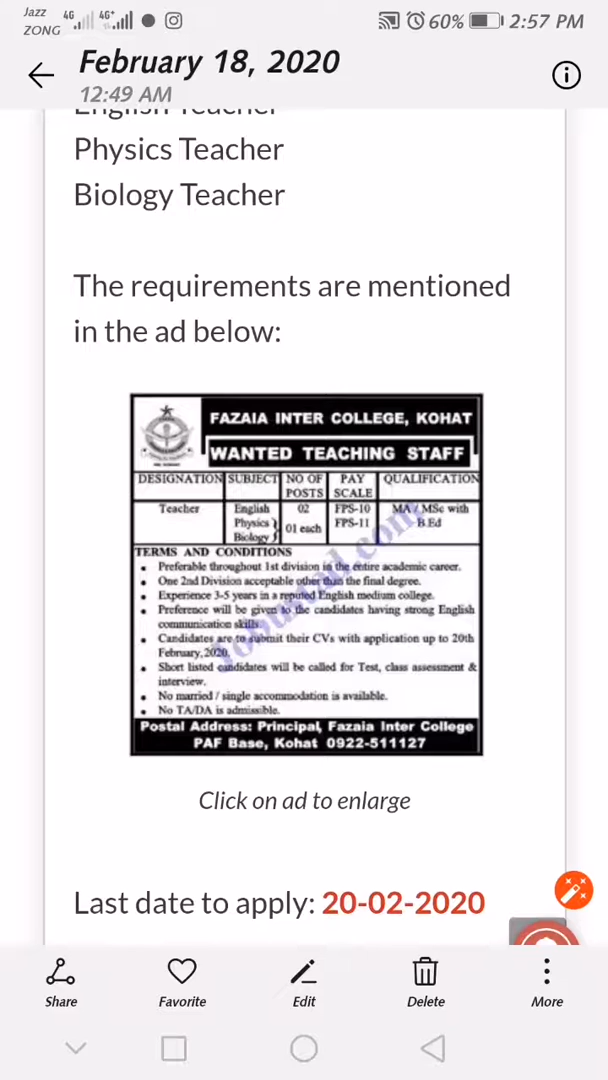 Jazz 4G 4G+ 60% 2:57 PM
ZONG
February 18, 2020
12:49 AM
English Teacher
Physics Teacher
Biology Teacher
The requirements are mentioned
in the ad below:
FAZAIA INTER COLLEGE, KOHAT
WANTED TEACHING STAFF
DESIGNATION SUBJECT NO OF POSTS PAY SCALE QUALIFICATION
Teacher English 02 FPS-10 MA / MSc with
Physics 01 each FPS-11 B.Ed
Biology
TERMS AND CONDITIONS
• Preferable throughout 1st division in the entire academic career.
• One 2nd Division acceptable other than the final degree.
• Experience 3-5 years in a reputed English medium college.
• Preference will be given to the candidates having strong English
communication skills.
• Candidates are to submit their CVs with application up to 20th
February, 2020.
• Short listed candidates will be called for Test, class assessment &
interview.
• No married / single accommodation is available.
• No TA/DA is admissible.
Postal Address: Principal, Fazaia Inter College
PAF Base, Kohat 0922-511127
Click on ad to enlarge
Last date to apply: 20-02-2020
Share Favorite Edit Delete More